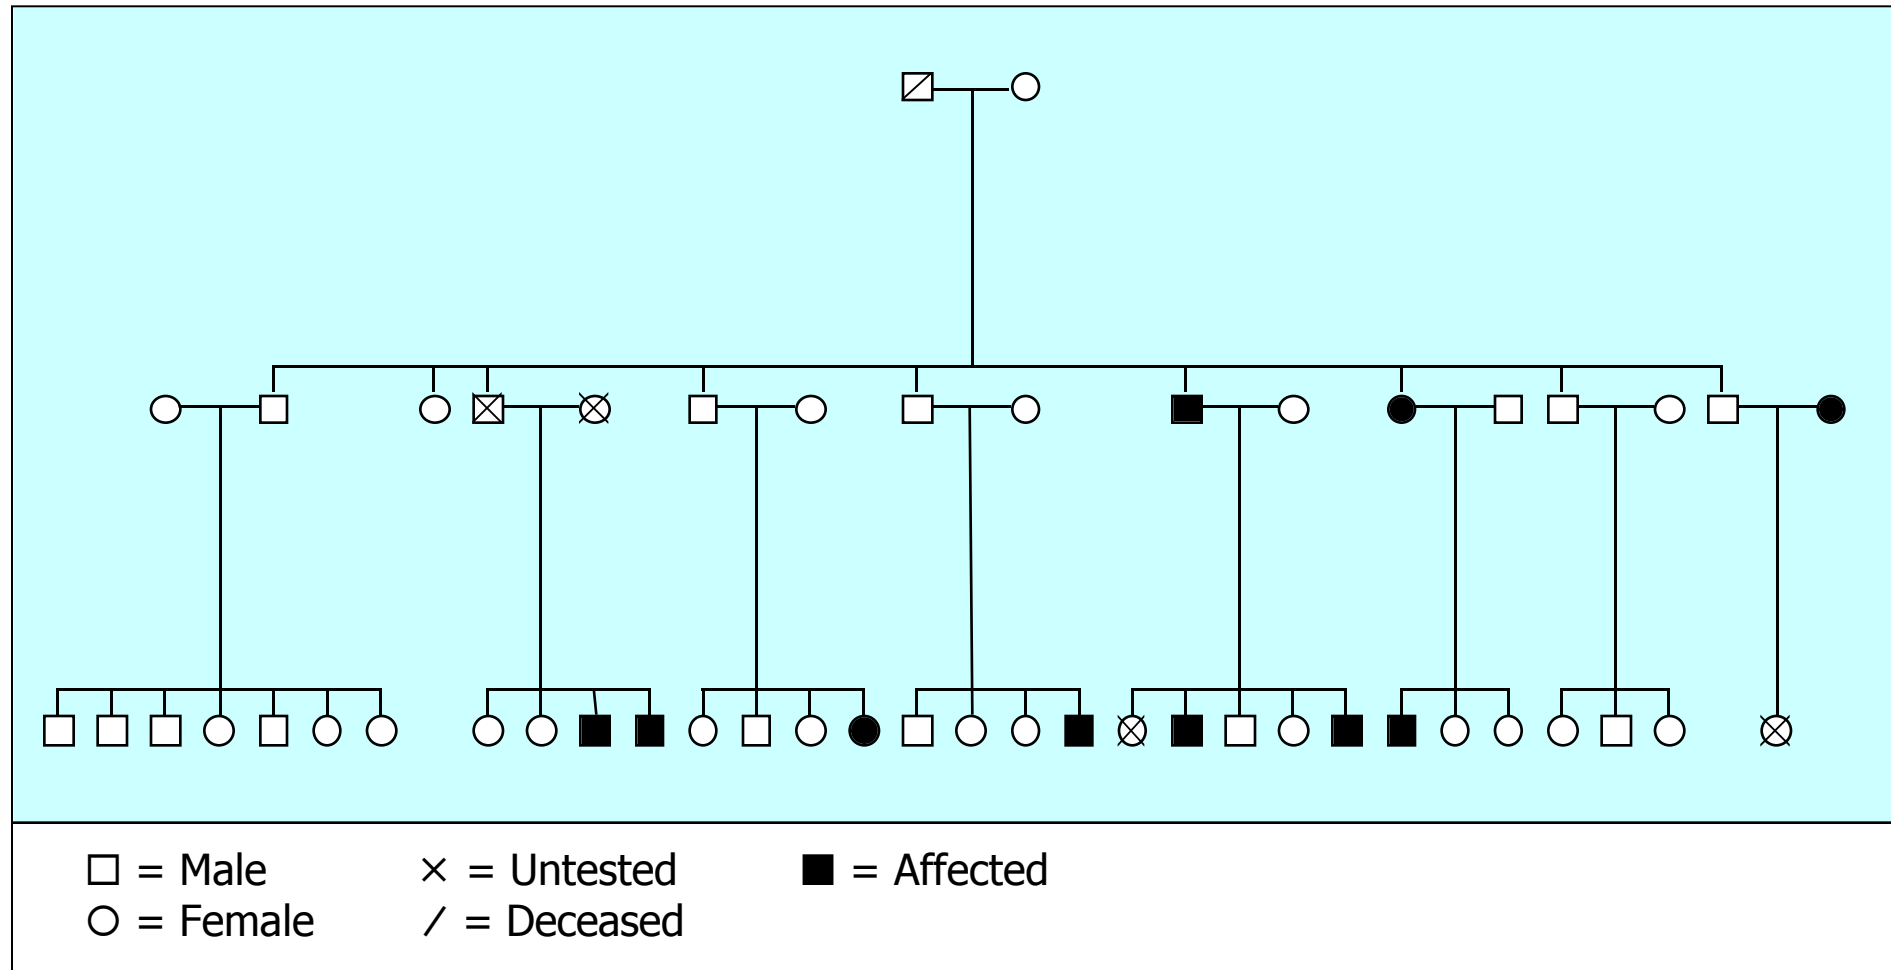 □ = Male × = Untested ■ = Affected
○ = Female / = Deceased